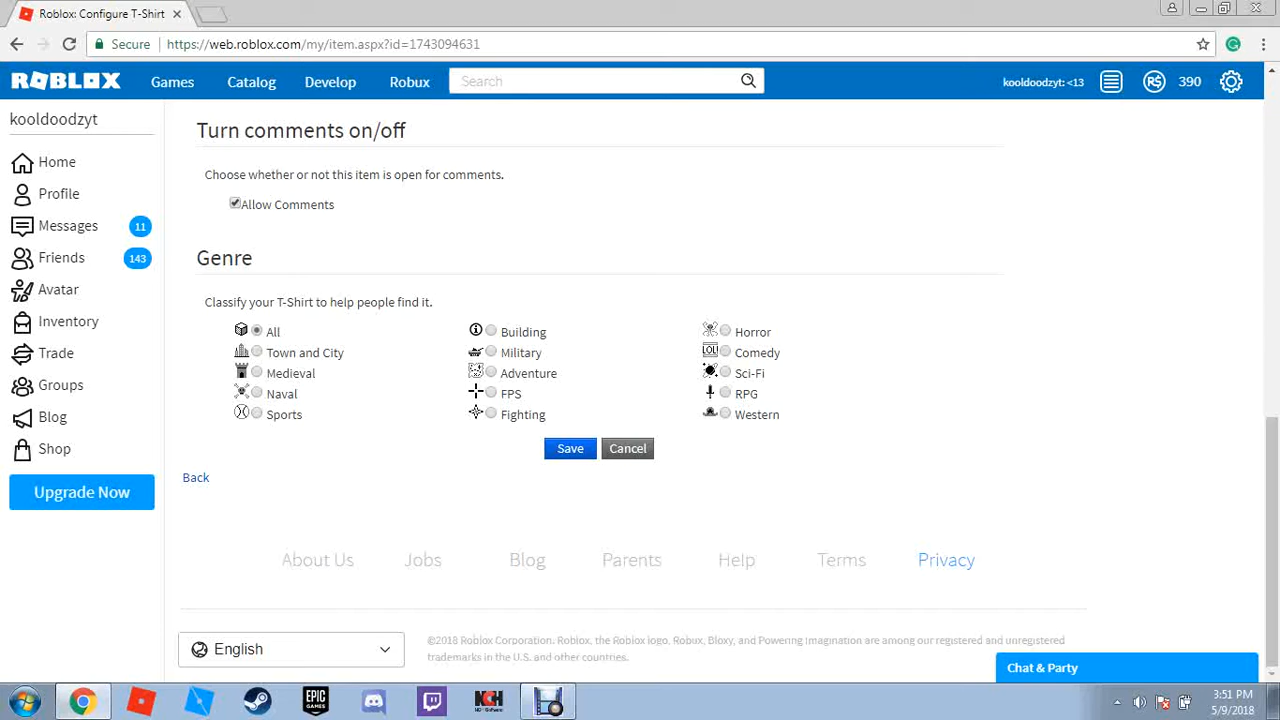 Roblox: Configure T-Shirt
Secure https://web.roblox.com/my/item.aspx?id=1743094631
ROBLOX Games Catalog Develop Robux Search kooldoodzyt: <13 R$ 390
kooldoodzyt
Home
Profile
Messages 11
Friends 143
Avatar
Inventory
Trade
Groups
Blog
Shop
Upgrade Now
Turn comments on/off
Choose whether or not this item is open for comments.
Allow Comments
Genre
Classify your T-Shirt to help people find it.
All Building Horror
Town and City Military LOL Comedy
Medieval Adventure Sci-Fi
Naval FPS RPG
Sports Fighting Western
Save Cancel
Back
About Us Jobs Blog Parents Help Terms Privacy
English
©2018 Roblox Corporation. Roblox, the Roblox logo, Robux, Bloxy, and Powering Imagination are among our registered and unregistered
trademarks in the U.S. and other countries.
Chat & Party
EPIC GAMES NCH
3:51 PM
5/9/2018